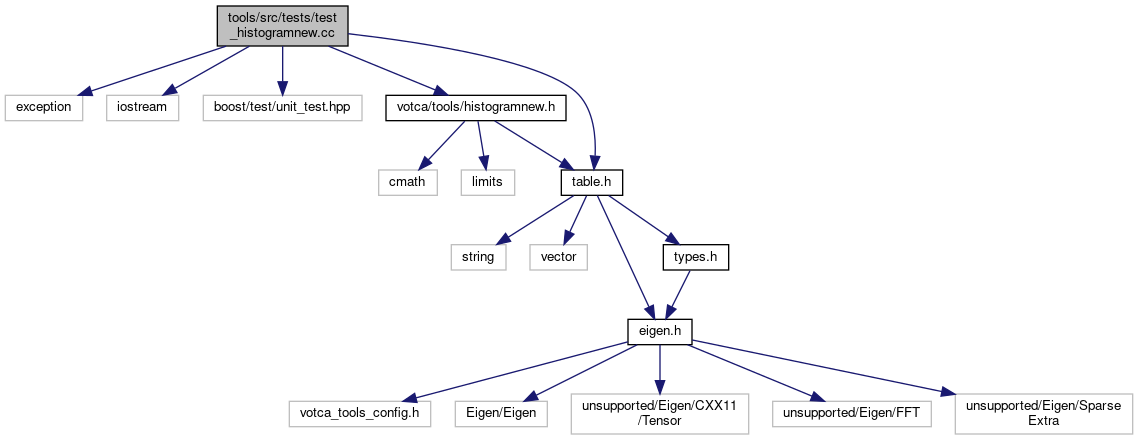 tools/src/tests/test
_histogramnew.cc
exception
iostream
boost/test/unit_test.hpp
votca/tools/histogramnew.h
cmath
limits
table.h
string
vector
types.h
eigen.h
votca_tools_config.h
Eigen/Eigen
unsupported/Eigen/CXX11
/Tensor
unsupported/Eigen/FFT
unsupported/Eigen/Sparse
Extra